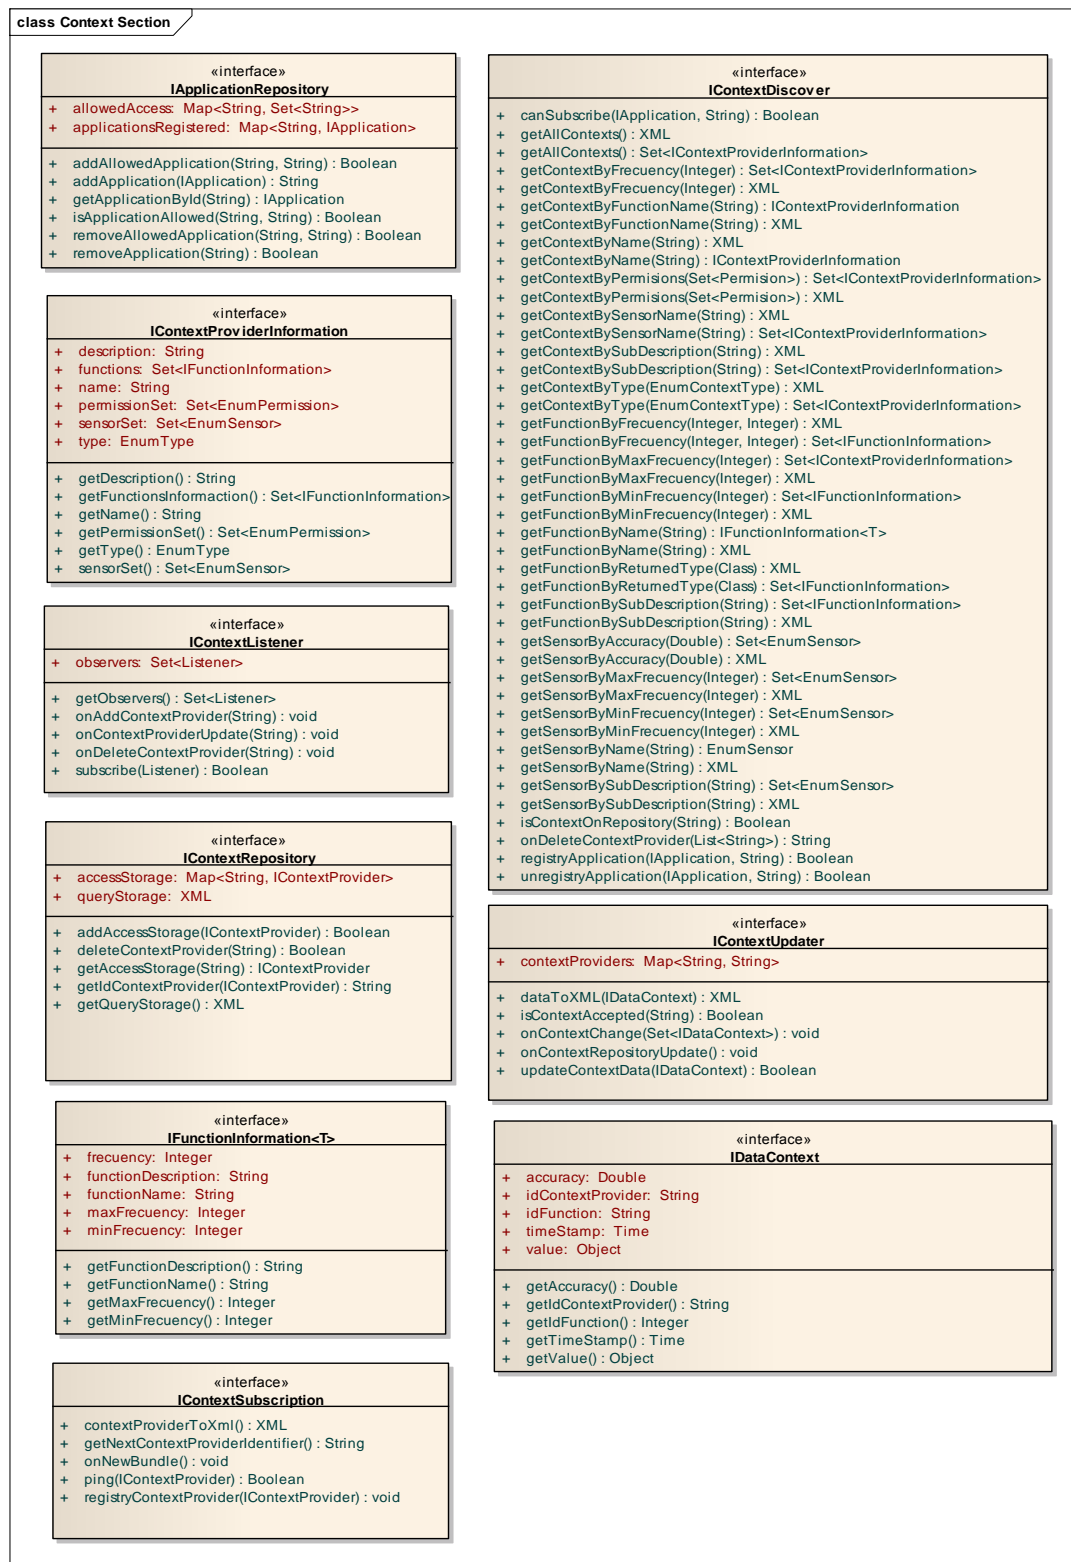 class Context Section
«interface»
IApplicationRepository
+ allowedAccess: Map<String, Set<String>>
+ applicationsRegistered: Map<String, IApplication>
+ addAllowedApplication(String, String) : Boolean
+ addApplication(IApplication) : String
+ getApplicationById(String) : IApplication
+ isApplicationAllowed(String, String) : Boolean
+ removeAllowedApplication(String, String) : Boolean
+ removeApplication(String) : Boolean
«interface»
IContextProviderInformation
+ description: String
+ functions: Set<IFunctionInformation>
+ name: String
+ permissionSet: Set<EnumPermission>
+ sensorSet: Set<EnumSensor>
+ type: EnumType
+ getDescription() : String
+ getFunctionsInformaction() : Set<IFunctionInformation>
+ getName() : String
+ getPermissionSet() : Set<EnumPermission>
+ getType() : EnumType
+ sensorSet() : Set<EnumSensor>
«interface»
IContextListener
+ observers: Set<Listener>
+ getObservers() : Set<Listener>
+ onAddContextProvider(String) : void
+ onContextProviderUpdate(String) : void
+ onDeleteContextProvider(String) : void
+ subscribe(Listener) : Boolean
«interface»
IContextRepository
+ accessStorage: Map<String, IContextProvider>
+ queryStorage: XML
+ addAccessStorage(IContextProvider) : Boolean
+ deleteContextProvider(String) : Boolean
+ getAccessStorage(String) : IContextProvider
+ getIdContextProvider(IContextProvider) : String
+ getQueryStorage() : XML
«interface»
IFunctionInformation<T>
+ frecuency: Integer
+ functionDescription: String
+ functionName: String
+ maxFrecuency: Integer
+ minFrecuency: Integer
+ getFunctionDescription() : String
+ getFunctionName() : String
+ getMaxFrecuency() : Integer
+ getMinFrecuency() : Integer
«interface»
IContextSubscription
+ contextProviderToXml() : XML
+ getNextContextProviderIdentifier() : String
+ onNewBundle() : void
+ ping(IContextProvider) : Boolean
+ registryContextProvider(IContextProvider) : void
«interface»
IContextDiscover
+ canSubscribe(IApplication, String) : Boolean
+ getAllContexts() : XML
+ getAllContexts() : Set<IContextProviderInformation>
+ getContextByFrecuency(Integer) : Set<IContextProviderInformation>
+ getContextByFrecuency(Integer) : XML
+ getContextByFunctionName(String) : IContextProviderInformation
+ getContextByFunctionName(String) : XML
+ getContextByName(String) : XML
+ getContextByName(String) : IContextProviderInformation
+ getContextByPermisions(Set<Permision>) : Set<IContextProviderInformation>
+ getContextByPermisions(Set<Permision>) : XML
+ getContextBySensorName(String) : XML
+ getContextBySensorName(String) : Set<IContextProviderInformation>
+ getContextBySubDescription(String) : XML
+ getContextBySubDescription(String) : Set<IContextProviderInformation>
+ getContextByType(EnumContextType) : XML
+ getContextByType(EnumContextType) : Set<IContextProviderInformation>
+ getFunctionByFrecuency(Integer, Integer) : XML
+ getFunctionByFrecuency(Integer, Integer) : Set<IFunctionInformation>
+ getFunctionByMaxFrecuency(Integer) : Set<IContextProviderInformation>
+ getFunctionByMaxFrecuency(Integer) : XML
+ getFunctionByMinFrecuency(Integer) : Set<IFunctionInformation>
+ getFunctionByMinFrecuency(Integer) : XML
+ getFunctionByName(String) : IFunctionInformation<T>
+ getFunctionByName(String) : XML
+ getFunctionByReturnedType(Class) : XML
+ getFunctionByReturnedType(Class) : Set<IFunctionInformation>
+ getFunctionBySubDescription(String) : Set<IFunctionInformation>
+ getFunctionBySubDescription(String) : XML
+ getSensorByAccuracy(Double) : Set<EnumSensor>
+ getSensorByAccuracy(Double) : XML
+ getSensorByMaxFrecuency(Integer) : Set<EnumSensor>
+ getSensorByMaxFrecuency(Integer) : XML
+ getSensorByMinFrecuency(Integer) : Set<EnumSensor>
+ getSensorByMinFrecuency(Integer) : XML
+ getSensorByName(String) : EnumSensor
+ getSensorByName(String) : XML
+ getSensorBySubDescription(String) : Set<EnumSensor>
+ getSensorBySubDescription(String) : XML
+ isContextOnRepository(String) : Boolean
+ onDeleteContextProvider(List<String>) : String
+ registryApplication(IApplication, String) : Boolean
+ unregistryApplication(IApplication, String) : Boolean
«interface»
IContextUpdater
+ contextProviders: Map<String, String>
+ dataToXML(IDataContext) : XML
+ isContextAccepted(String) : Boolean
+ onContextChange(Set<IDataContext>) : void
+ onContextRepositoryUpdate() : void
+ updateContextData(IDataContext) : Boolean
«interface»
IDataContext
+ accuracy: Double
+ idContextProvider: String
+ idFunction: String
+ timeStamp: Time
+ value: Object
+ getAccuracy() : Double
+ getIdContextProvider() : String
+ getIdFunction() : Integer
+ getTimeStamp() : Time
+ getValue() : Object